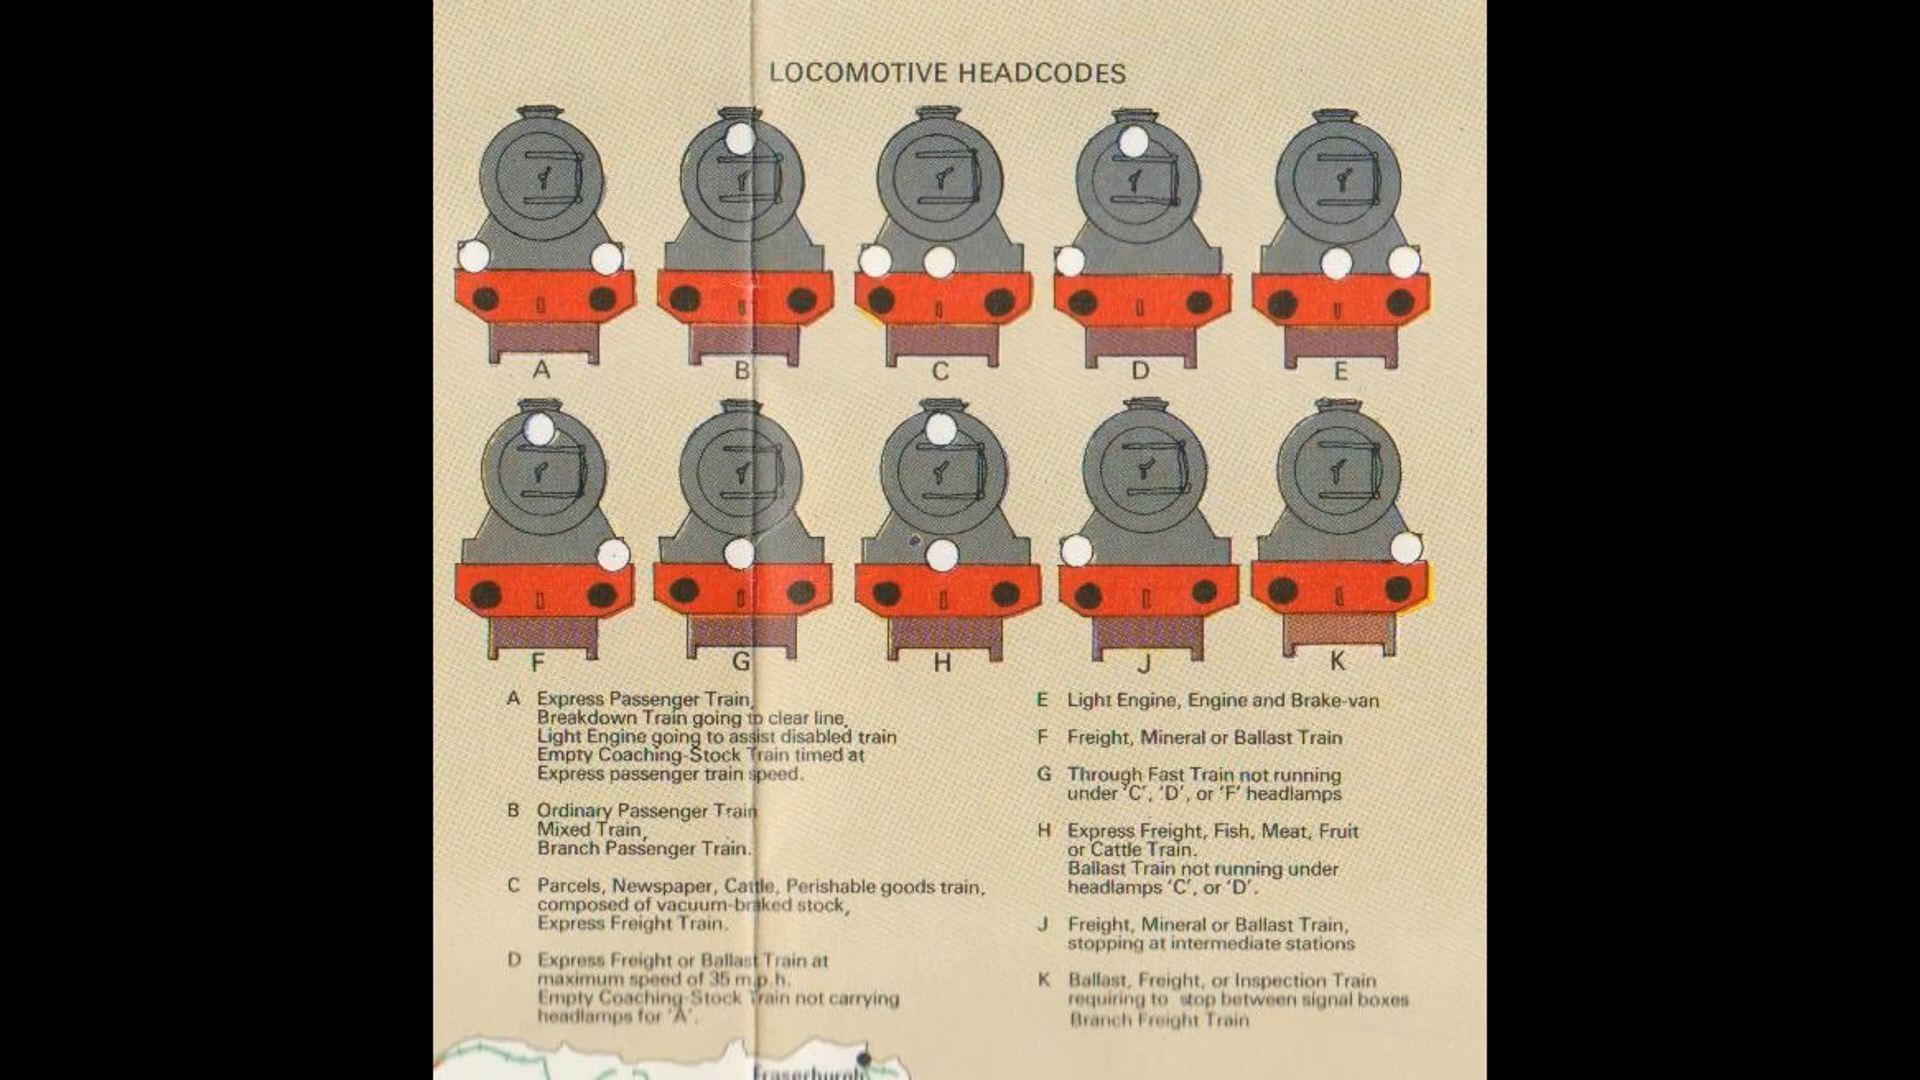 LOCOMOTIVE HEADCODES
A
B
C
D
E
F
G
H
J
K
A Express Passenger Train,
Breakdown Train going to clear line,
Light Engine going to assist disabled train
Empty Coaching-Stock Train timed at
Express passenger train speed.
B Ordinary Passenger Train
Mixed Train,
Branch Passenger Train.
C Parcels, Newspaper, Cattle, Perishable goods train,
composed of vacuum-braked stock,
Express Freight Train.
D Express Freight or Ballast Train at
maximum speed of 35 m.p.h.
Empty Coaching-Stock Train not carrying
headlamps for 'A'.
E Light Engine, Engine and Brake-van
F Freight, Mineral or Ballast Train
G Through Fast Train not running
under 'C', 'D', or 'F' headlamps
H Express Freight, Fish, Meat, Fruit
or Cattle Train.
Ballast Train not running under
headlamps 'C', or 'D'.
J Freight, Mineral or Ballast Train,
stopping at intermediate stations
K Ballast, Freight, or Inspection Train
requiring to stop between signal boxes
Branch Freight Train
Fraserburgh